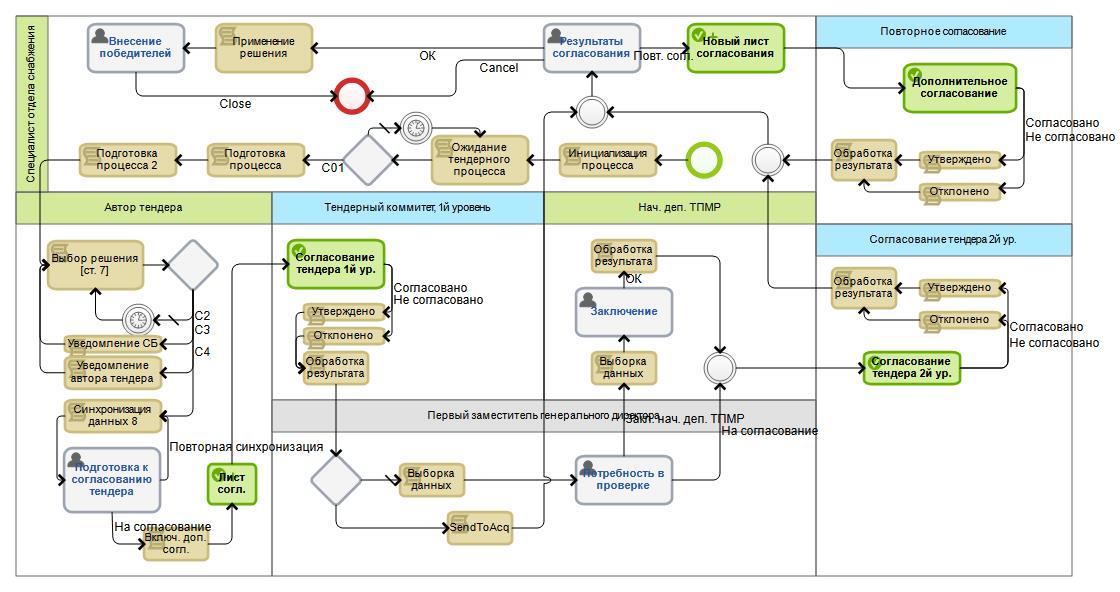 Специалист отдела снабжения
Внесение
победителей
Применение
решения
ОК
Результаты
согласования
Повт. согл.
Новый лист
согласования
Повторное согласование
Cancel
Close
Дополнительное
согласование
Согласовано
Не согласовано
Подготовка
процесса 2
Подготовка
процесса
C01
Ожидание
тендерного
процесса
Инициализация
процесса
Обработка
результата
Утверждено
Отклонено
Автор тендера
Тендерный коммитет, 1й уровень
Нач. деп. ТПМР
Согласование тендера 2й ур.
Выбор решения
[ст. 7]
Согласование
тендера 1й ур.
Согласовано
Не согласовано
Обработка
результата
ОК
Заключение
Обработка
результата
Утверждено
Отклонено
Согласовано
Не согласовано
C2
C3
C4
Уведомление СБ
Уведомление
автора тендера
Утверждено
Отклонено
Обработка
результата
Выборка
данных
Согласование
тендера 2й ур.
Синхронизация
данных 8
Первый заместитель генерального директора
Закл. нач. деп. ТПМР
На согласование
Повторная синхронизация
Подготовка к
согласованию
тендера
Лист
согл.
Выборка
данных
Потребность в
проверке
На согласование
Включ. доп.
согл.
SendToAcq